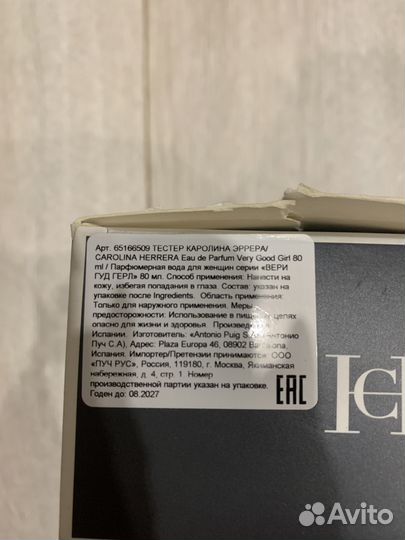 Арт. 65166509 ТЕСТЕР КАРОЛИНА ЭРРЕРА/
CAROLINA HERRERA Eau de Parfum Very Good Girl 80
ml / Парфюмерная вода для женщин серии «ВЕРИ
ГУД ГЕРЛ» 80 мл. Способ применения: Нанести на
кожу, избегая попадания в глаза Состав: указан на
упаковке после Ingredients. Область применения:
Только для наружного применения. Меры
предосторожности: Использование в пищевых целях
опасно для жизни и здоровья. Произведено
Испании. Изготовитель: «Antonio Puig S.A.» Антонио
Пуч С.А), Адрес: Plaza Europa 46, 08902 Barcelona,
Испания. Импортер/Претензии принимаются: ООО
«ПУЧ РУС», Россия, 119180, г. Москва, Якиманская
набережная, д. 4, стр. 1. Номер
производственной партии указан на упаковке.
Годен до: 08.2027
EAC
CH
Avito